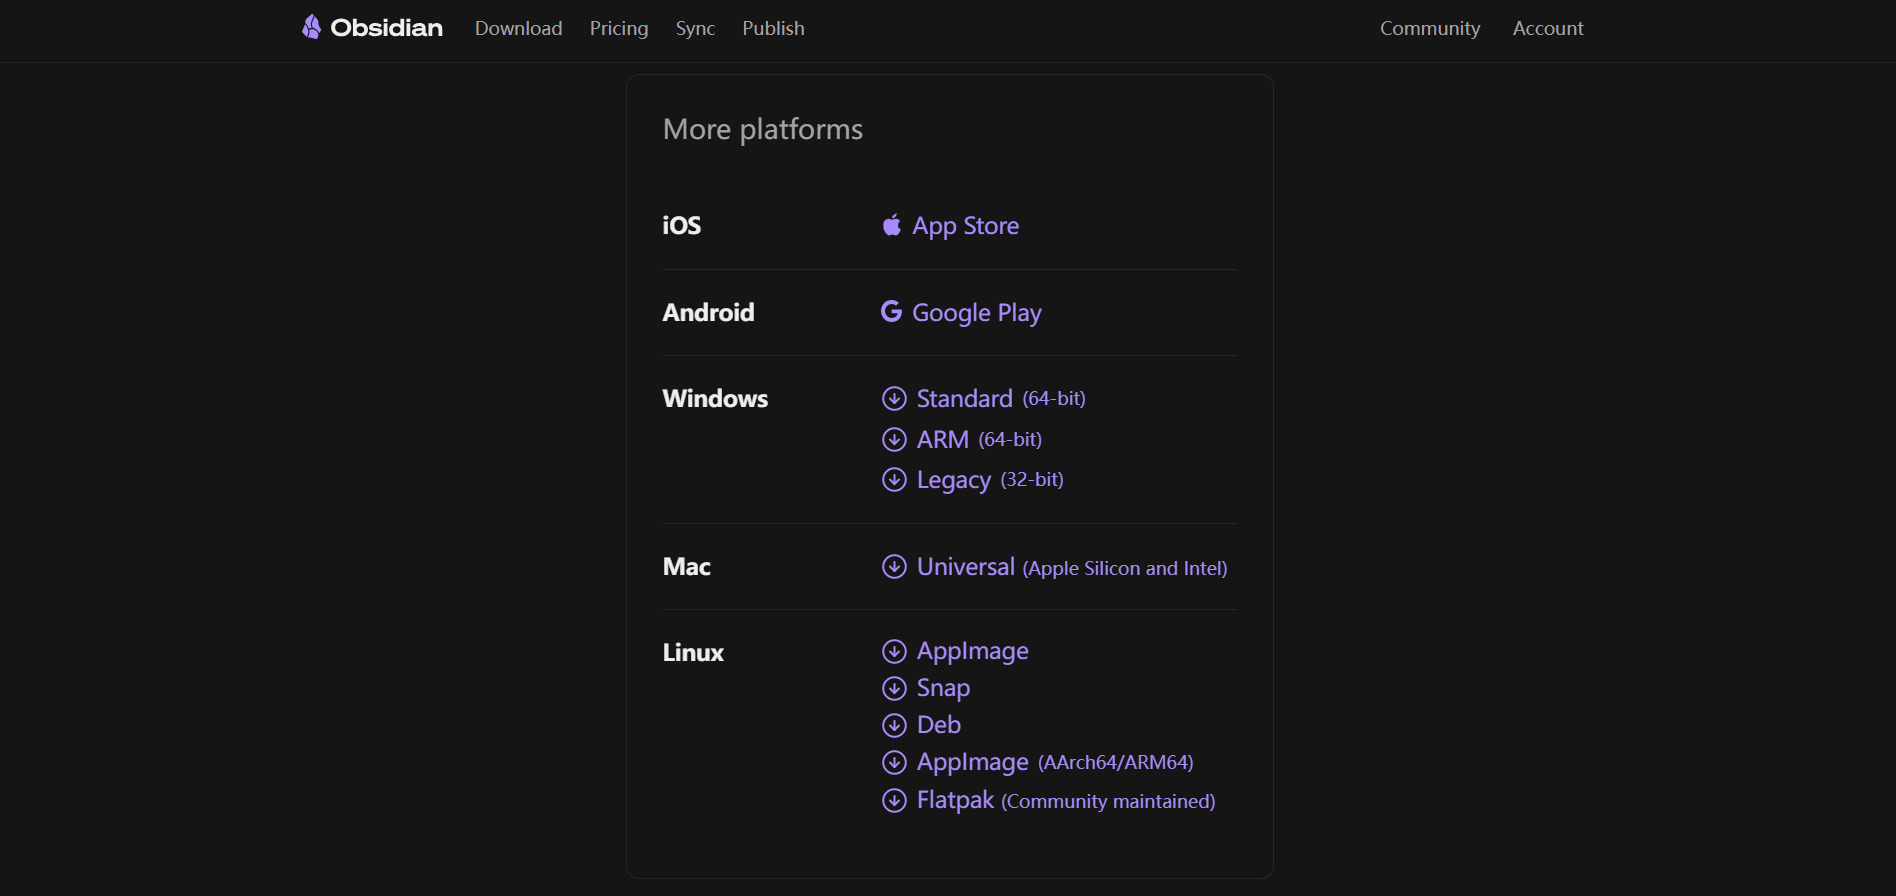 Obsidian Download Pricing Sync Publish Community Account
More platforms
iOS App Store
Android Google Play
Windows Standard (64-bit)
ARM (64-bit)
Legacy (32-bit)
Mac Universal (Apple Silicon and Intel)
Linux AppImage
Snap
Deb
AppImage (AArch64/ARM64)
Flatpak (Community maintained)